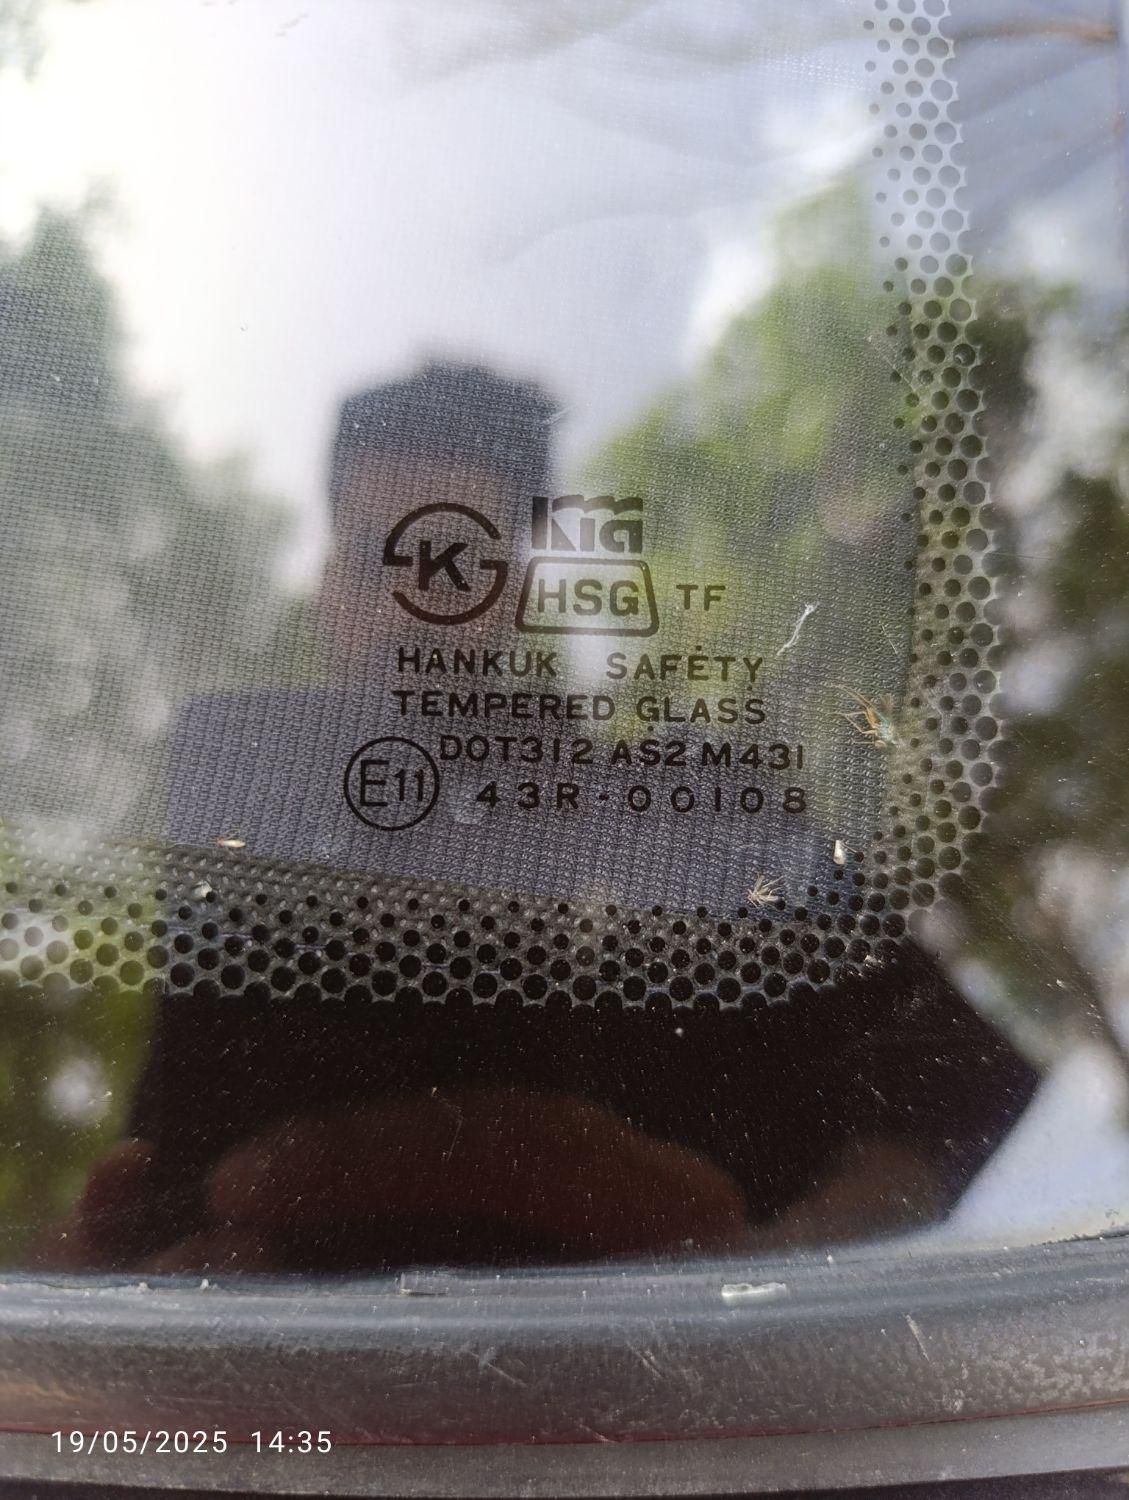 K
KIA
HSG TF
HANKUK SAFETY
TEMPERED GLASS
DOT312 AS2 M431
E11 43R-00108
19/05/2025 14:35